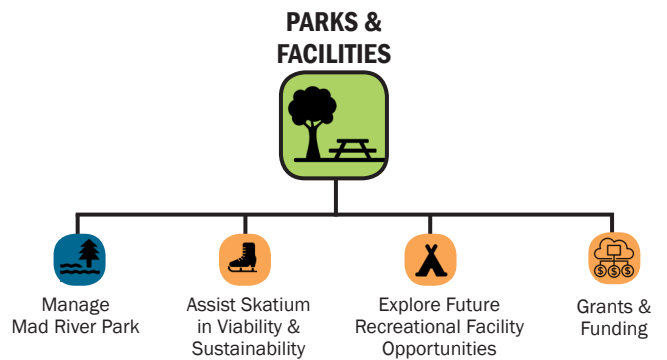 PARKS &
FACILITIES
Manage
Mad River Park
Assist Skatium
in Viability &
Sustainability
Explore Future
Recreational Facility
Opportunities
Grants &
Funding
$ $ $